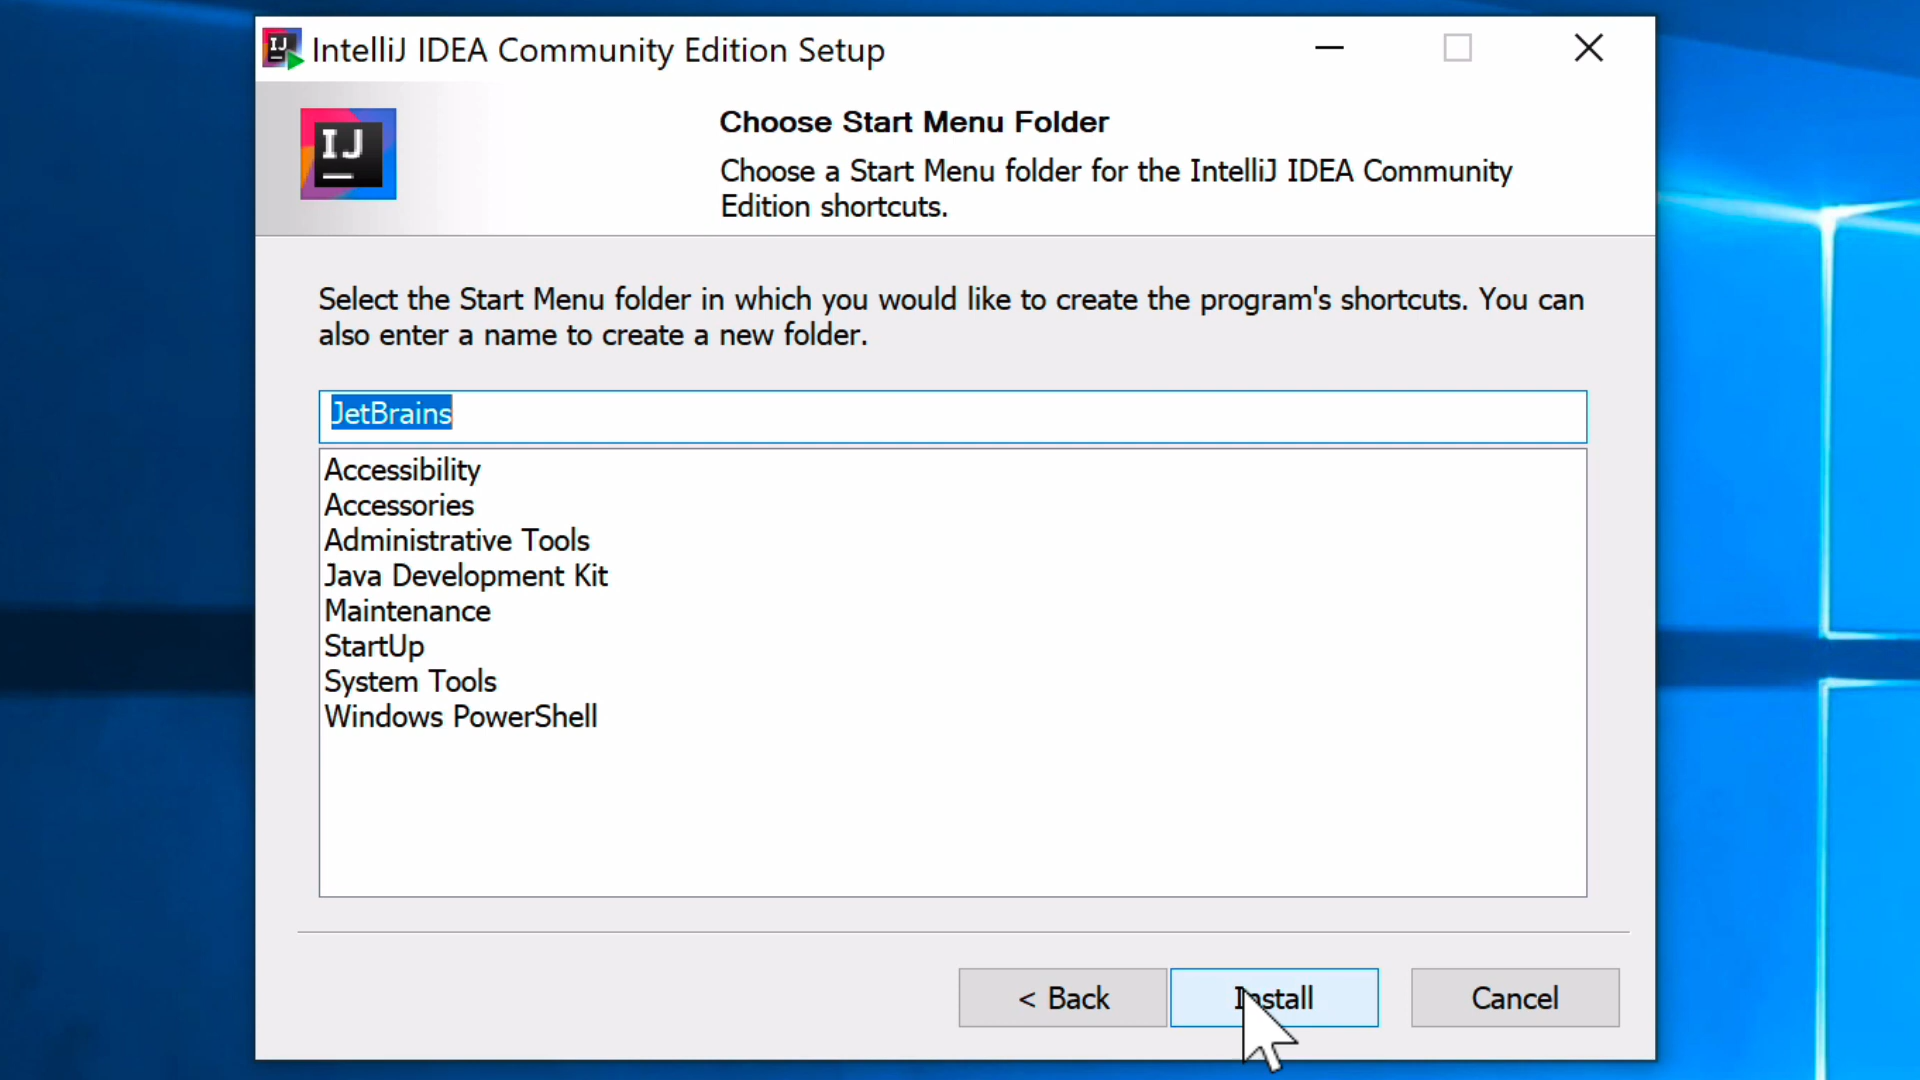 IJ IntelliJ IDEA Community Edition Setup
IJ
Choose Start Menu Folder
Choose a Start Menu folder for the IntelliJ IDEA Community
Edition shortcuts.
Select the Start Menu folder in which you would like to create the program's shortcuts. You can
also enter a name to create a new folder.
JetBrains
Accessibility
Accessories
Administrative Tools
Java Development Kit
Maintenance
StartUp
System Tools
Windows PowerShell
< Back Install Cancel